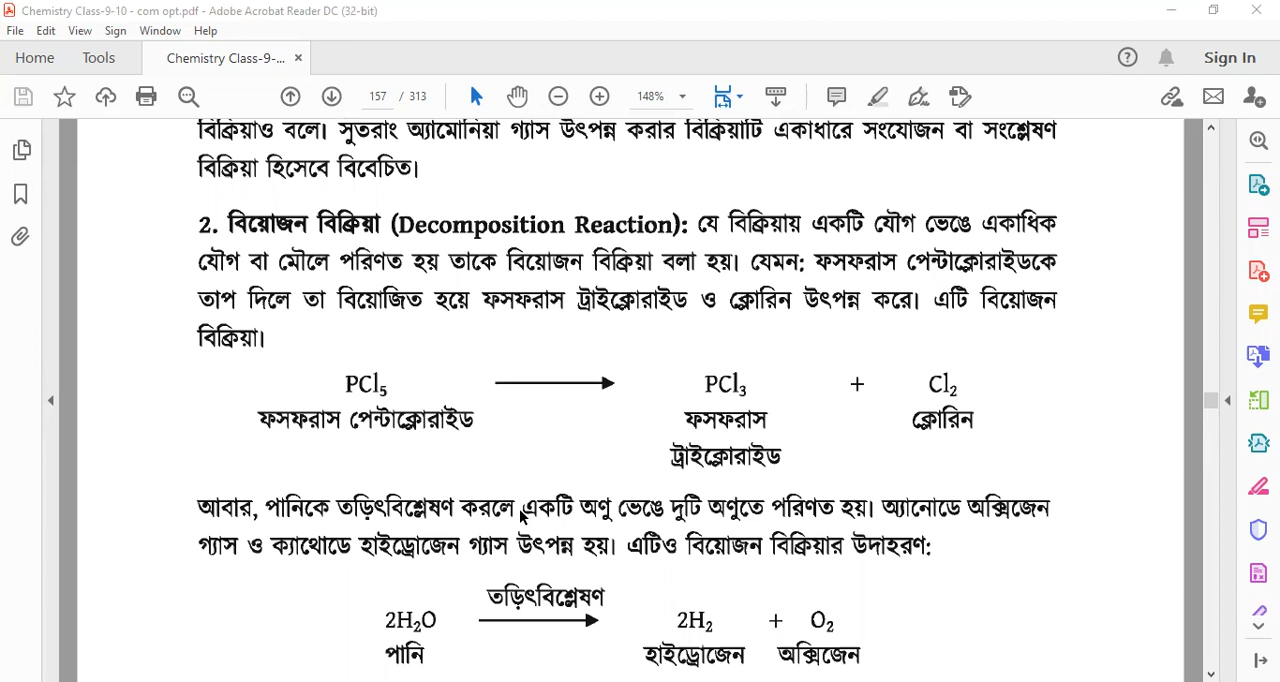 Chemistry Class-9-10 - com opt.pdf - Adobe Acrobat Reader DC (32-bit)
File Edit View Sign Window Help
Home Tools Chemistry Class-9-... × Sign In
157 / 313 148%
বিক্রিয়াও বলে। সুতরাং অ্যামোনিয়া গ্যাস উৎপন্ন করার বিক্রিয়াটি একাধারে সংযোজন বা সংশ্লেষণ
বিক্রিয়া হিসেবে বিবেচিত।
2. বিয়োজন বিক্রিয়া (Decomposition Reaction): যে বিক্রিয়ায় একটি যৌগ ভেঙে একাধিক
যৌগ বা মৌলে পরিণত হয় তাকে বিয়োজন বিক্রিয়া বলা হয়। যেমন: ফসফরাস পেন্টাক্লোরাইডকে
তাপ দিলে তা বিয়োজিত হয়ে ফসফরাস ট্রাইক্লোরাইড ও ক্লোরিন উৎপন্ন করে। এটি বিয়োজন
বিক্রিয়া।
PCl₅ → PCl₃ + Cl₂
ফসফরাস পেন্টাক্লোরাইড ফসফরাস ক্লোরিন
ট্রাইক্লোরাইড
আবার, পানিকে তড়িৎবিশ্লেষণ করলে একটি অণু ভেঙে দুটি অণুতে পরিণত হয়। অ্যানোডে অক্সিজেন
গ্যাস ও ক্যাথোডে হাইড্রোজেন গ্যাস উৎপন্ন হয়। এটিও বিয়োজন বিক্রিয়ার উদাহরণ:
তড়িৎবিশ্লেষণ
2H₂O → 2H₂ + O₂
পানি হাইড্রোজেন অক্সিজেন